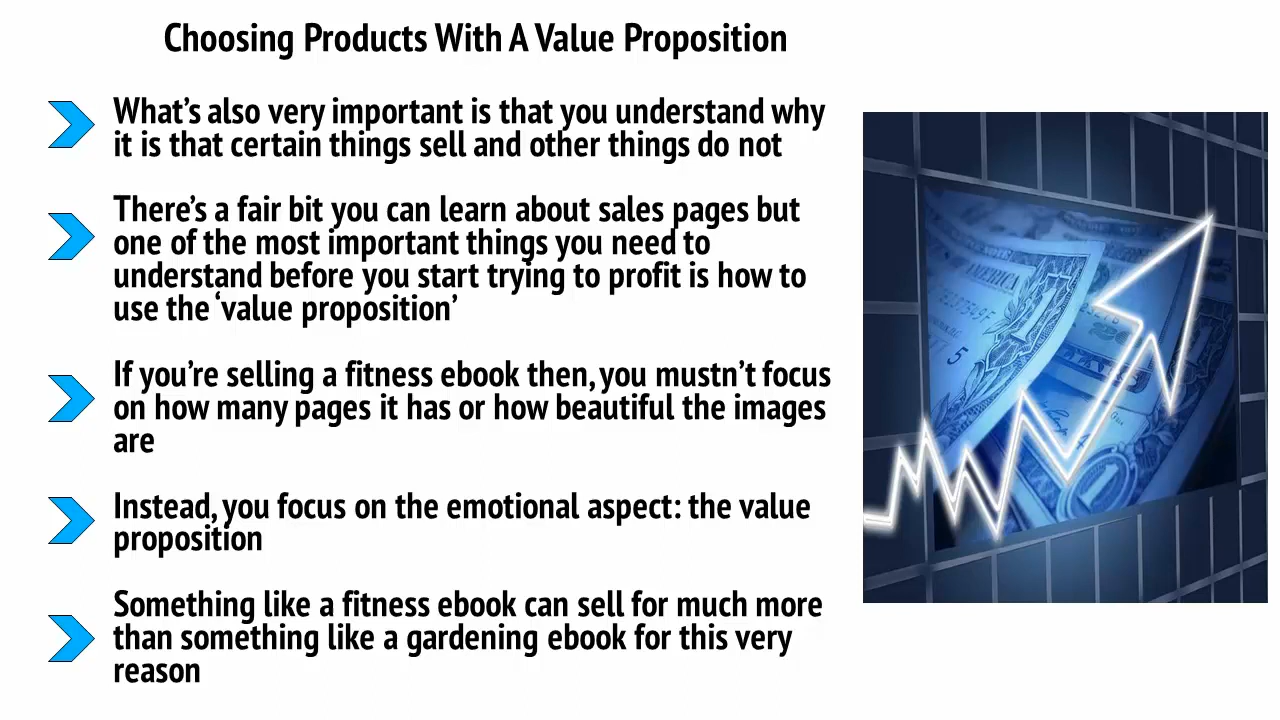 Choosing Products With A Value Proposition
What’s also very important is that you understand why
it is that certain things sell and other things do not
There’s a fair bit you can learn about sales pages but
one of the most important things you need to
understand before you start trying to profit is how to
use the ‘value proposition’
If you’re selling a fitness ebook then, you mustn’t focus
on how many pages it has or how beautiful the images
are
Instead, you focus on the emotional aspect: the value
proposition
Something like a fitness ebook can sell for much more
than something like a gardening ebook for this very
reason